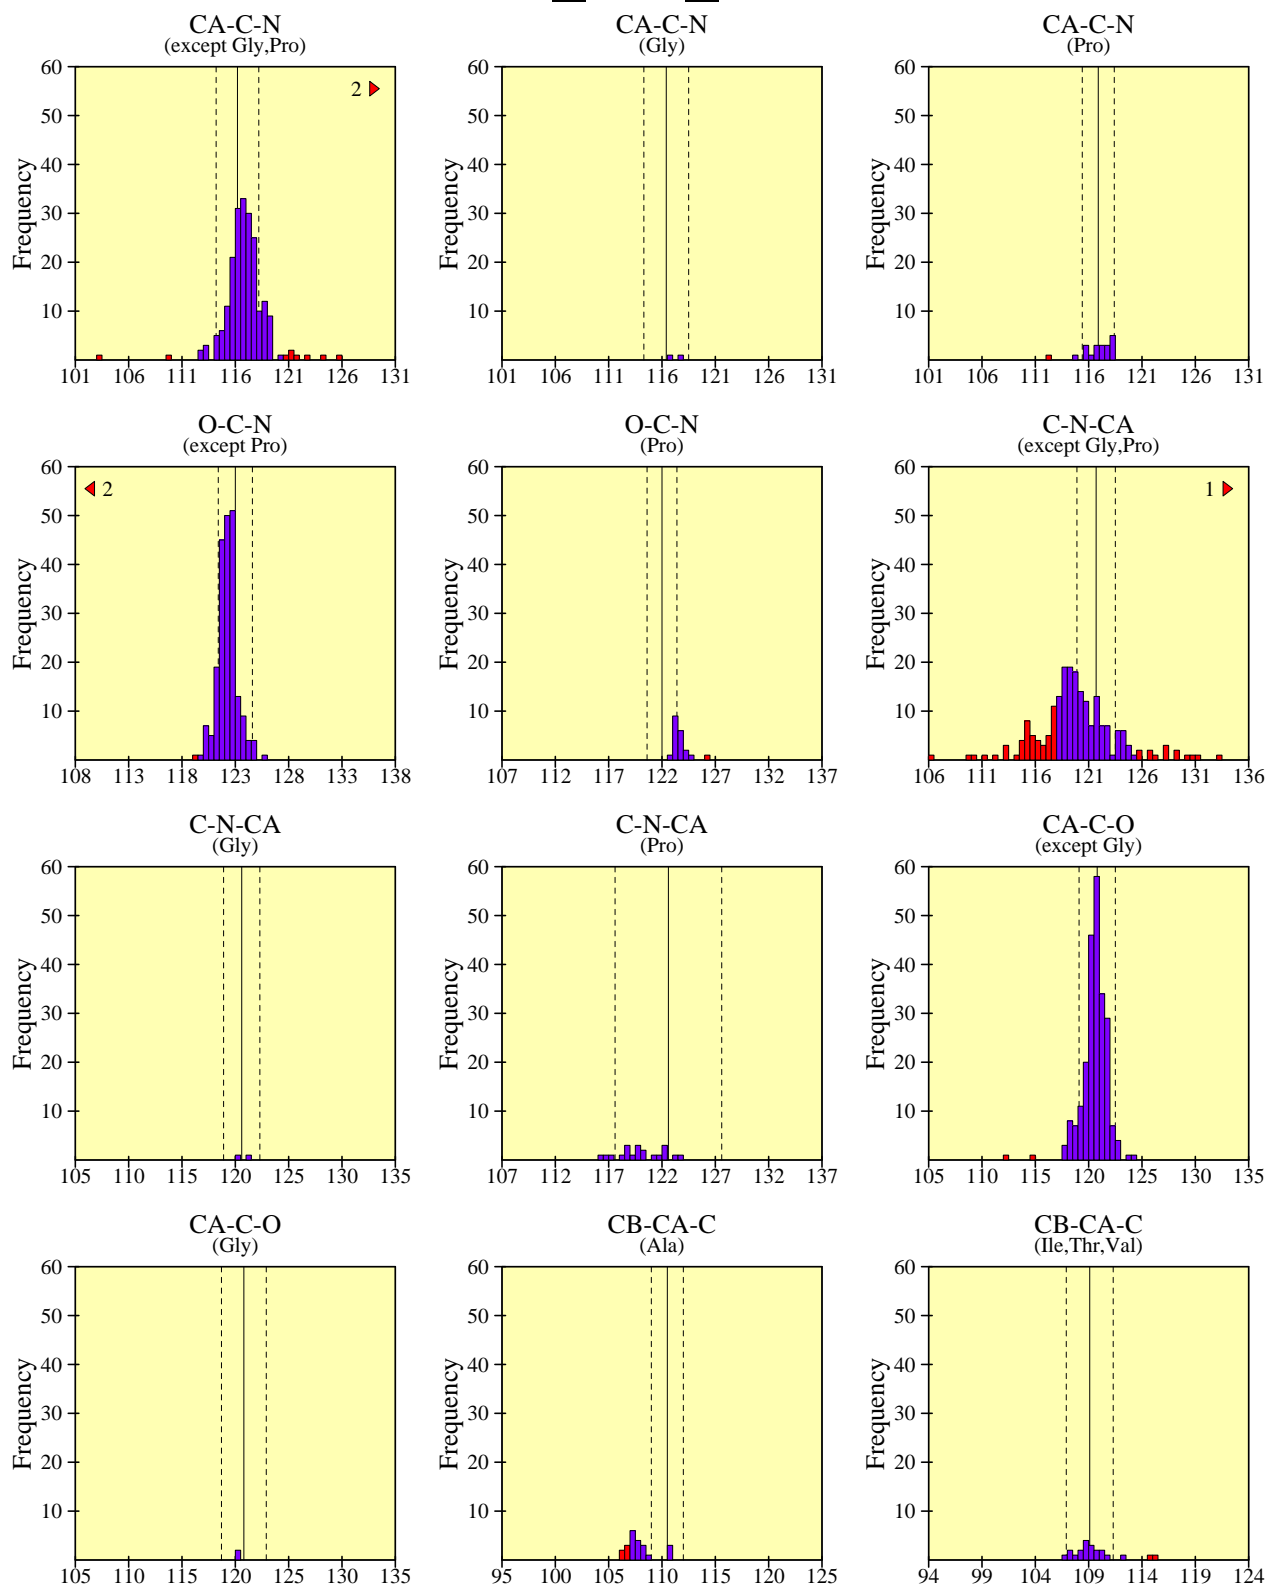 CA-C-N CA-C-N CA-C-N
(except Gly,Pro) (Gly) (Pro)
60 60 60
2
50 50 50
40 40 40
30 30 30
20 20 20
10 10 10
Frequency Frequency Frequency
101 106 111 116 121 126 131 101 106 111 116 121 126 131 101 106 111 116 121 126 131
O-C-N O-C-N C-N-CA
(except Pro) (Pro) (except Gly,Pro)
60 60 60
2 1
50 50 50
40 40 40
30 30 30
20 20 20
10 10 10
Frequency Frequency Frequency
108 113 118 123 128 133 138 107 112 117 122 127 132 137 106 111 116 121 126 131 136
C-N-CA C-N-CA CA-C-O
(Gly) (Pro) (except Gly)
60 60 60
50 50 50
40 40 40
30 30 30
20 20 20
10 10 10
Frequency Frequency Frequency
105 110 115 120 125 130 135 107 112 117 122 127 132 137 105 110 115 120 125 130 135
CA-C-O CB-CA-C CB-CA-C
(Gly) (Ala) (Ile,Thr,Val)
60 60 60
50 50 50
40 40 40
30 30 30
20 20 20
10 10 10
Frequency Frequency Frequency
105 110 115 120 125 130 135 95 100 105 110 115 120 125 94 99 104 109 114 119 124